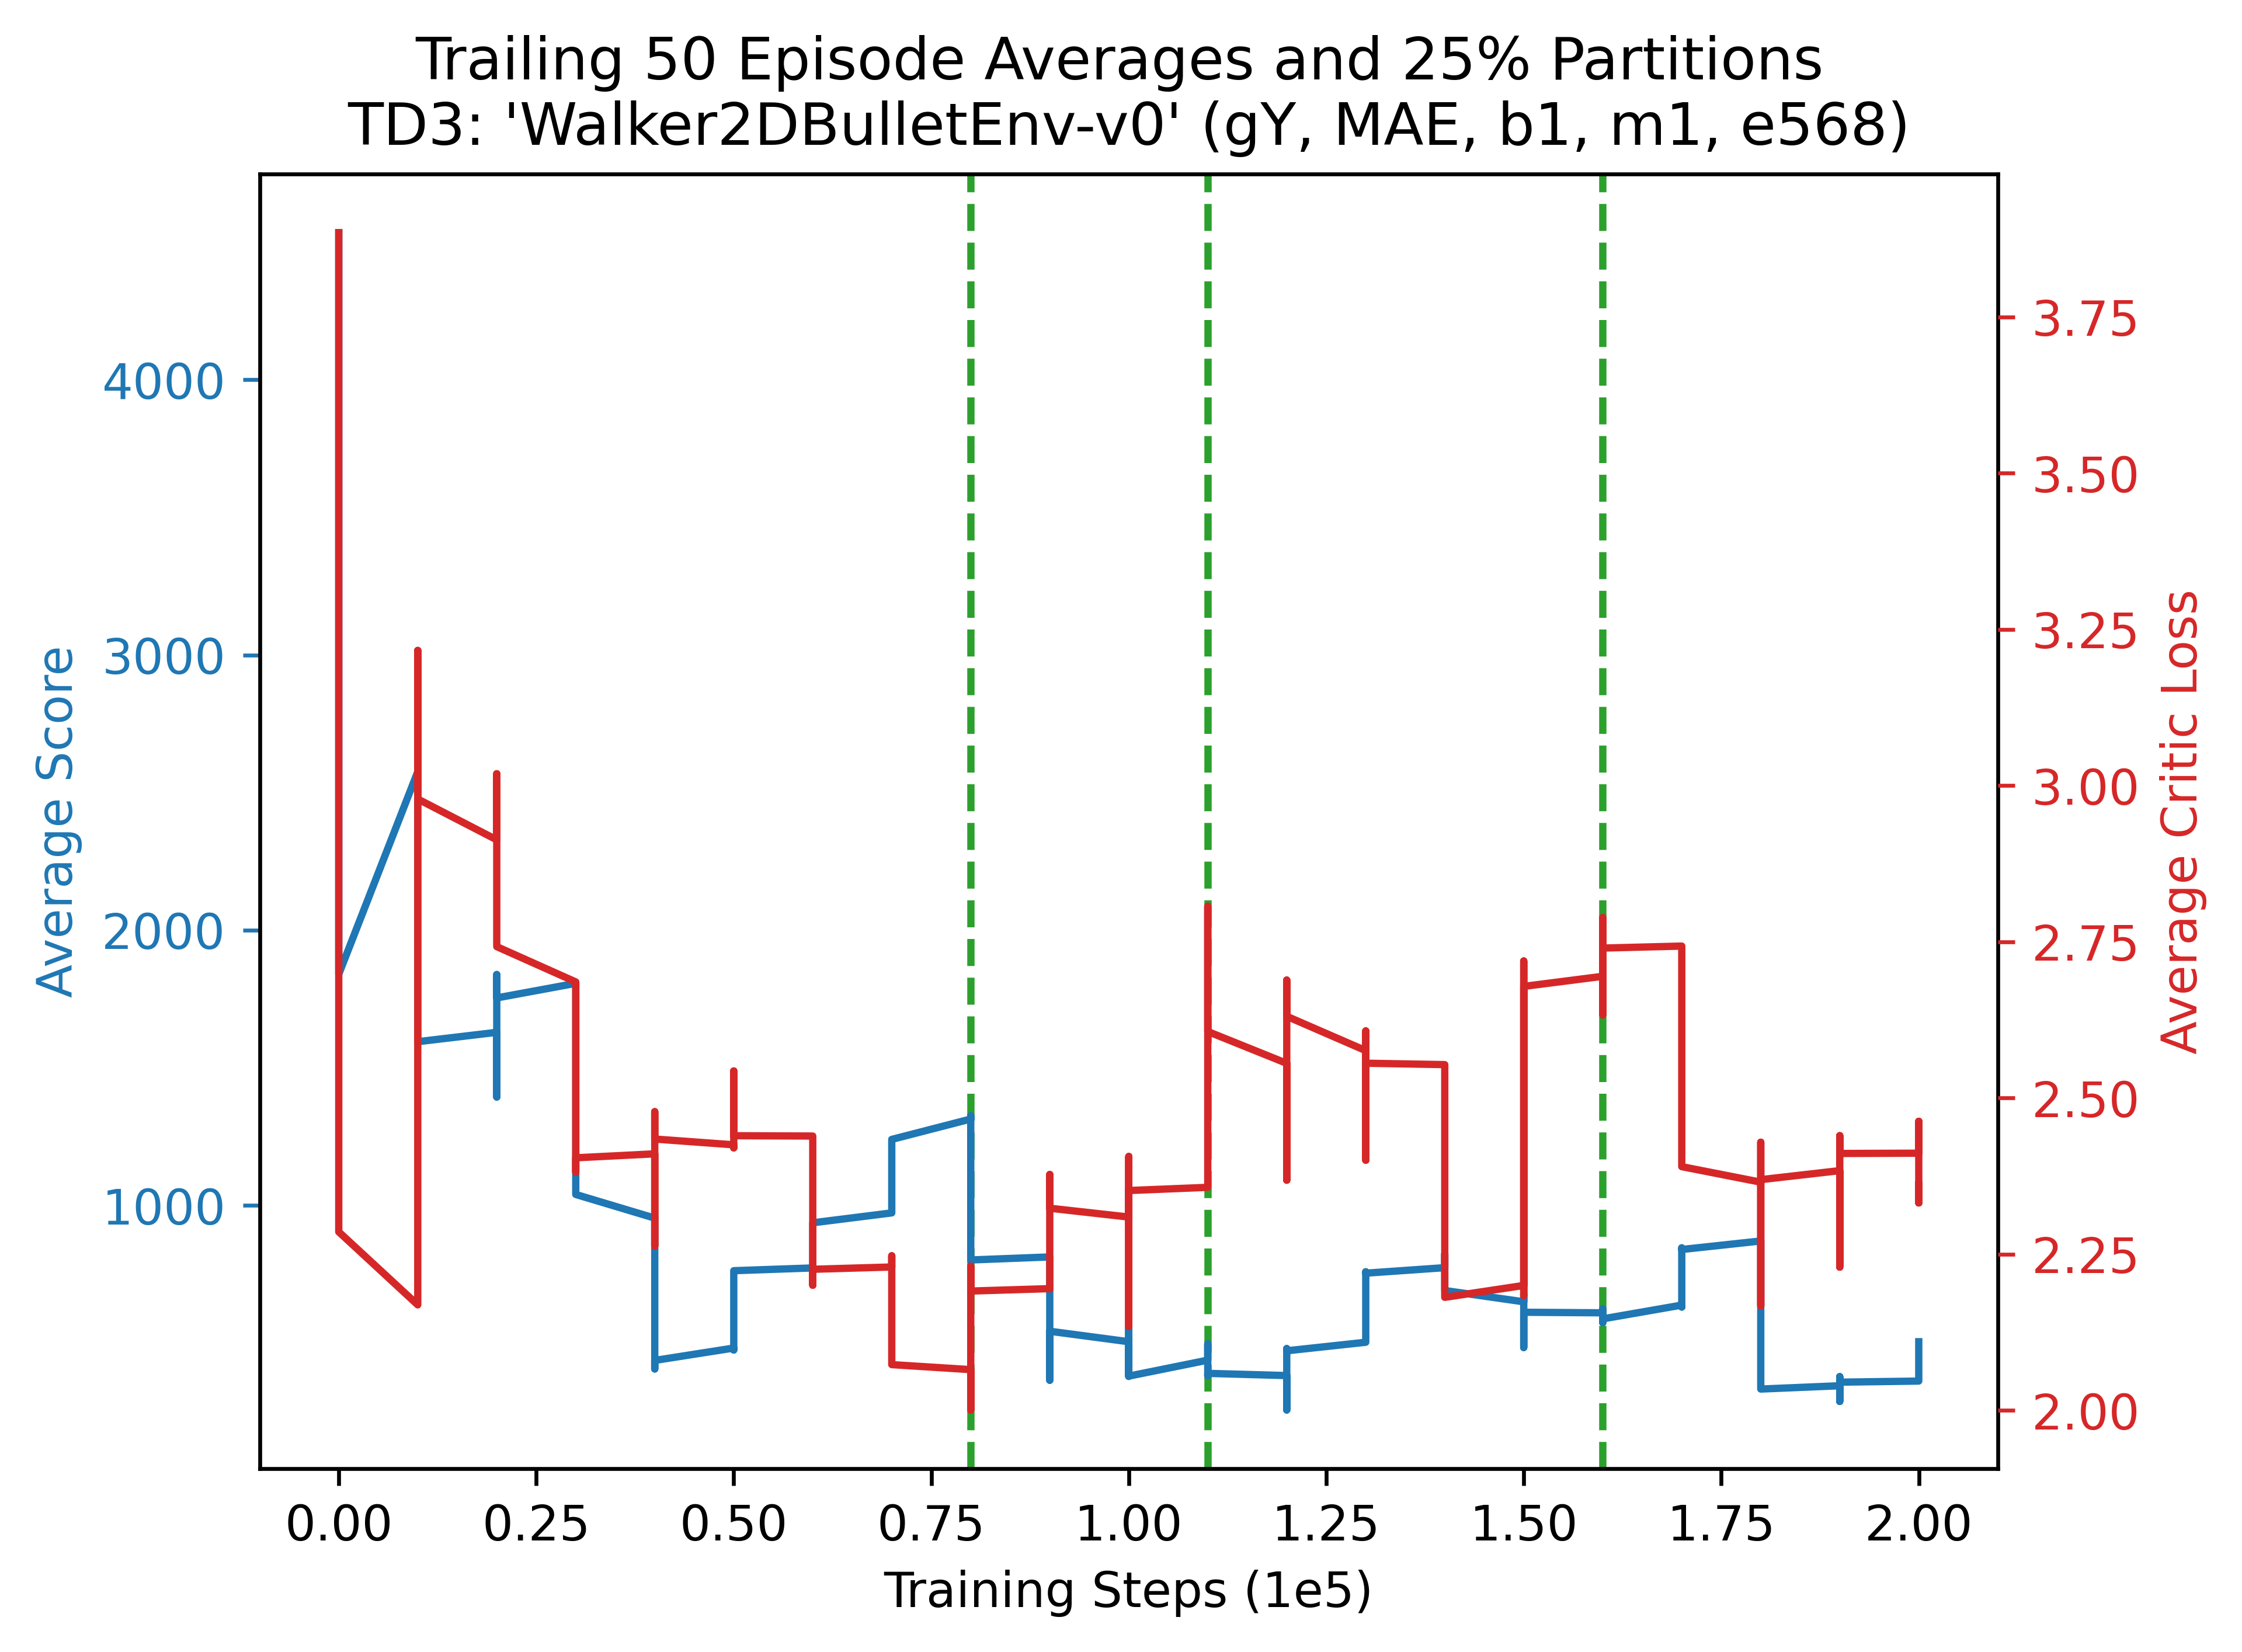 Trailing 50 Episode Averages and 25% Partitions
TD3: 'Walker2DBulletEnv-v0' (gY, MAE, b1, m1, e568)
Average Score
4000
3000
2000
1000
3.75
3.50
3.25
3.00
2.75
2.50
2.25
2.00
Average Critic Loss
0.00 0.25 0.50 0.75 1.00 1.25 1.50 1.75 2.00
Training Steps (1e5)